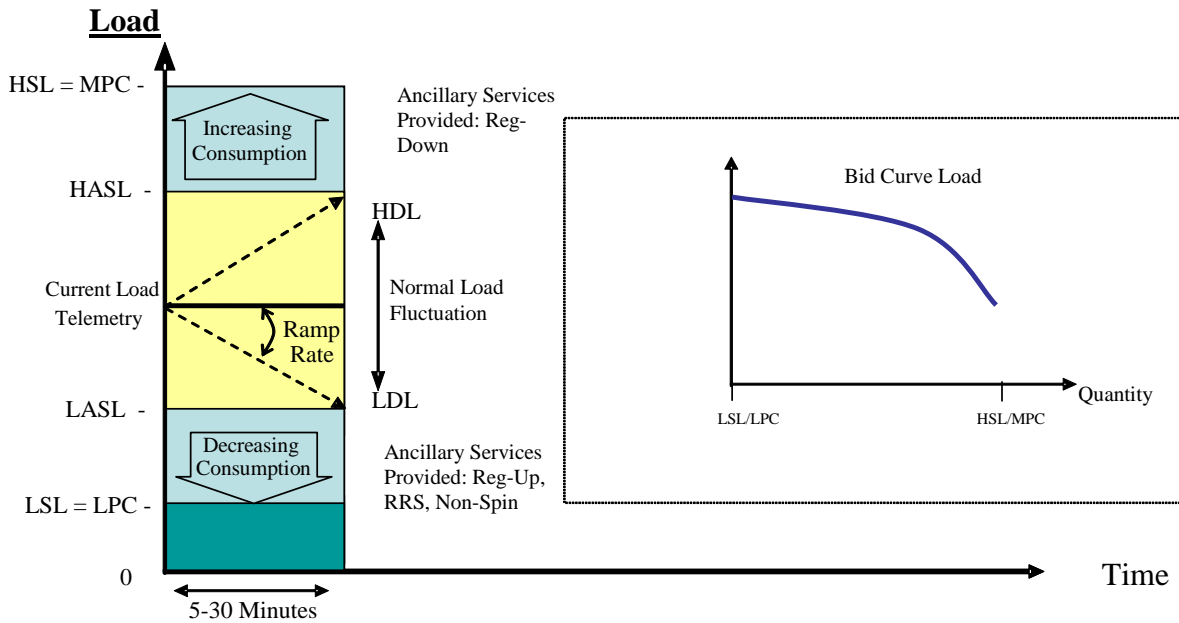 Load
HSL = MPC -
Increasing
Consumption
Ancillary Services
Provided: Reg-
Down
HASL -
HDL
Current Load
Telemetry
Normal Load
Fluctuation
Ramp
Rate
LASL -
LDL
Decreasing
Consumption
Ancillary Services
Provided: Reg-Up,
RRS, Non-Spin
LSL = LPC -
0
5-30 Minutes
Time
Bid Curve Load
Quantity
LSL/LPC
HSL/MPC